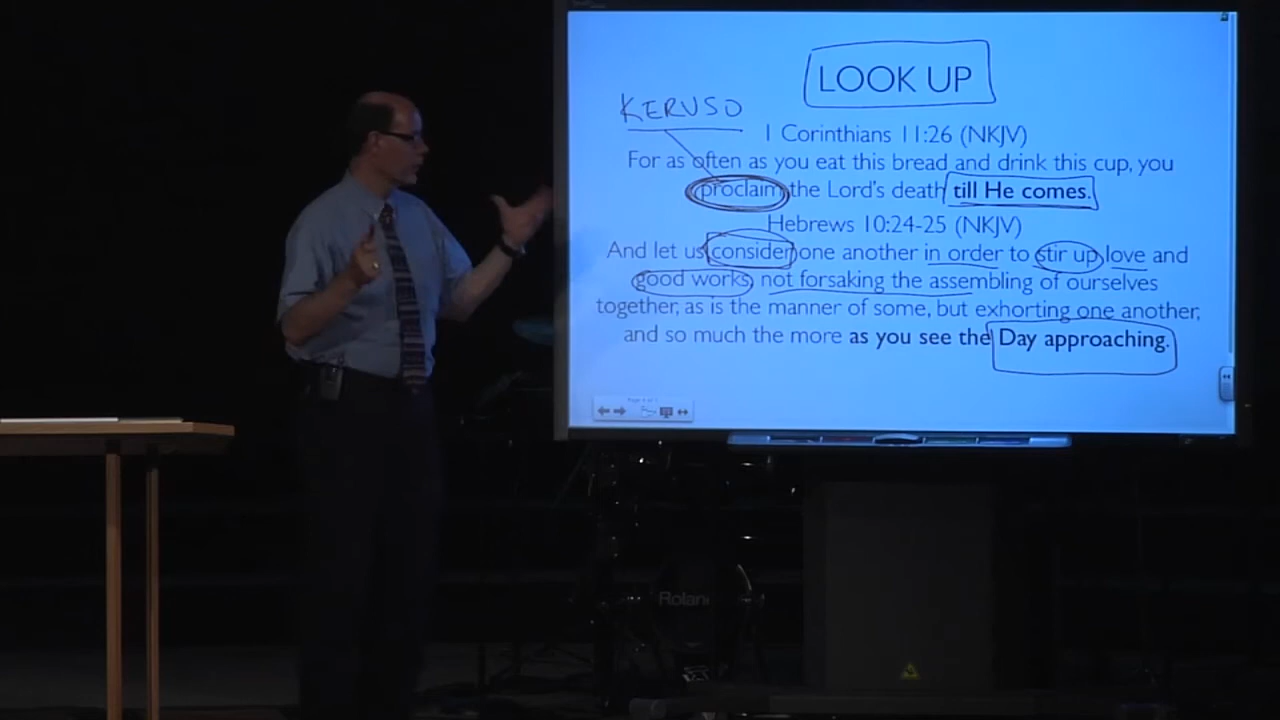 LOOK UP
KERUSO
1 Corinthians 11:26 (NKJV)
For as often as you eat this bread and drink this cup, you
proclaim the Lord's death till He comes.
Hebrews 10:24-25 (NKJV)
And let us consider one another in order to stir up love and
good works, not forsaking the assembling of ourselves
together, as is the manner of some, but exhorting one another,
and so much the more as you see the Day approaching.
Roland